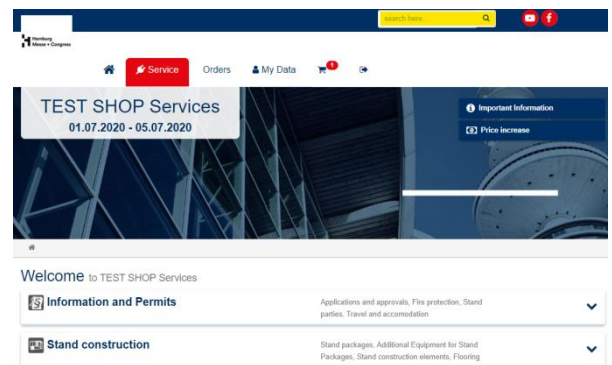 search here...
Hamburg
Messe + Congress
Service Orders My Data 1
TEST SHOP Services
01.07.2020 - 05.07.2020
Important Information
Price increase
Welcome to TEST SHOP Services
Information and Permits
Applications and approvals, Fire protection, Stand
parties, Travel and accomodation
Stand construction
Stand packages, Additional Equipment for Stand
Packages, Stand construction elements, Flooring